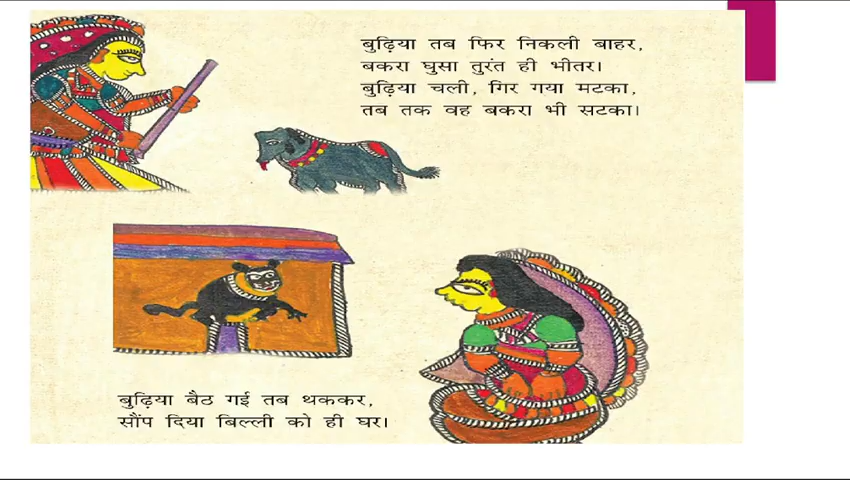 बुढ़िया तब फिर निकली बाहर,
बकरा घुसा तुरंत ही भीतर।
बुढ़िया चली, गिर गया मटका,
तब तक वह बकरा भी सटका।
बुढ़िया बैठ गई तब थककर,
सौंप दिया बिल्ली को ही घर।